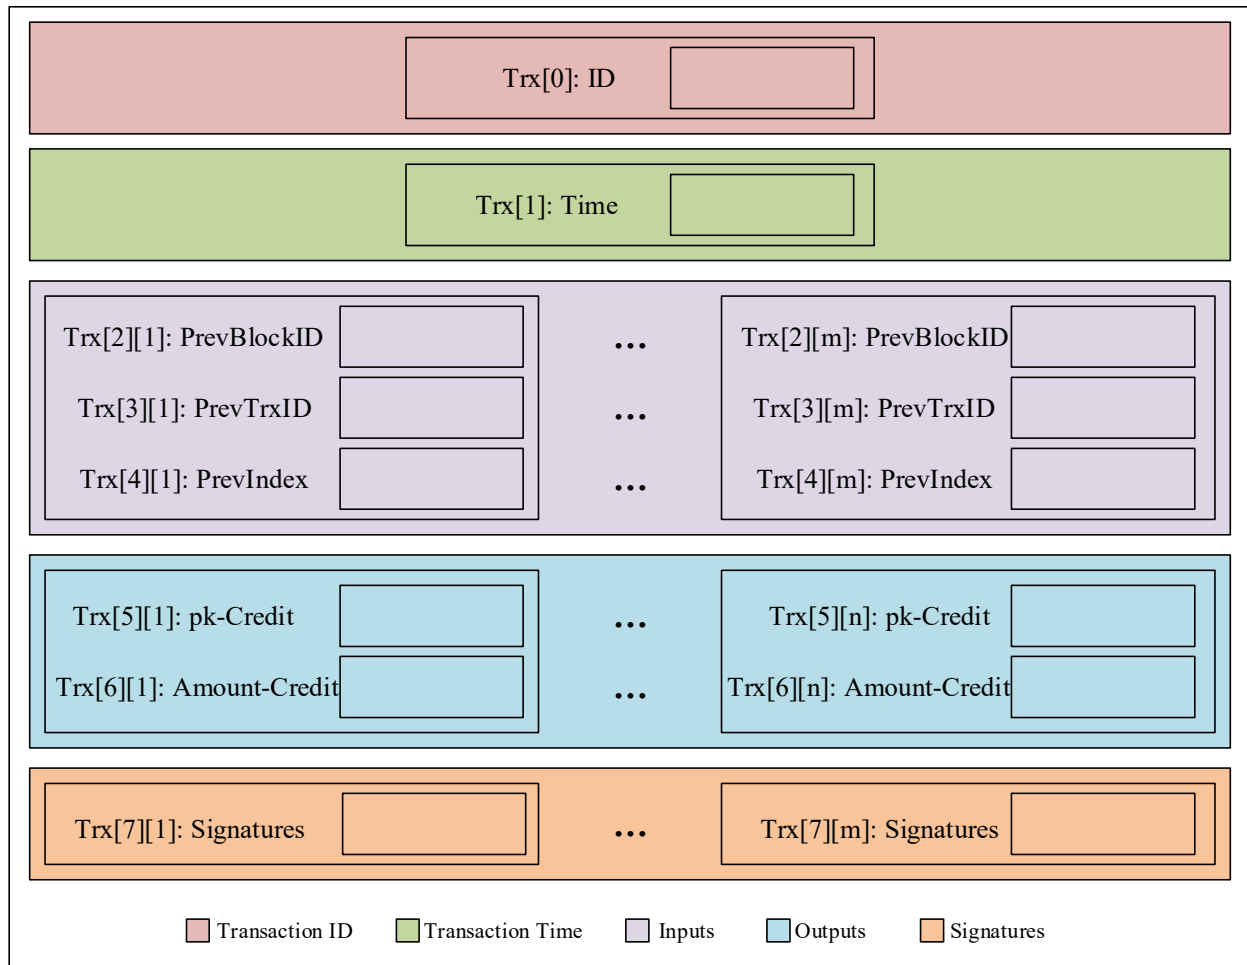 Trx[0]: ID
Trx[1]: Time
Trx[2][1]: PrevBlockID ... Trx[2][m]: PrevBlockID
Trx[3][1]: PrevTrxID ... Trx[3][m]: PrevTrxID
Trx[4][1]: PrevIndex ... Trx[4][m]: PrevIndex
Trx[5][1]: pk-Credit ... Trx[5][n]: pk-Credit
Trx[6][1]: Amount-Credit ... Trx[6][n]: Amount-Credit
Trx[7][1]: Signatures ... Trx[7][m]: Signatures
Transaction ID Transaction Time Inputs Outputs Signatures